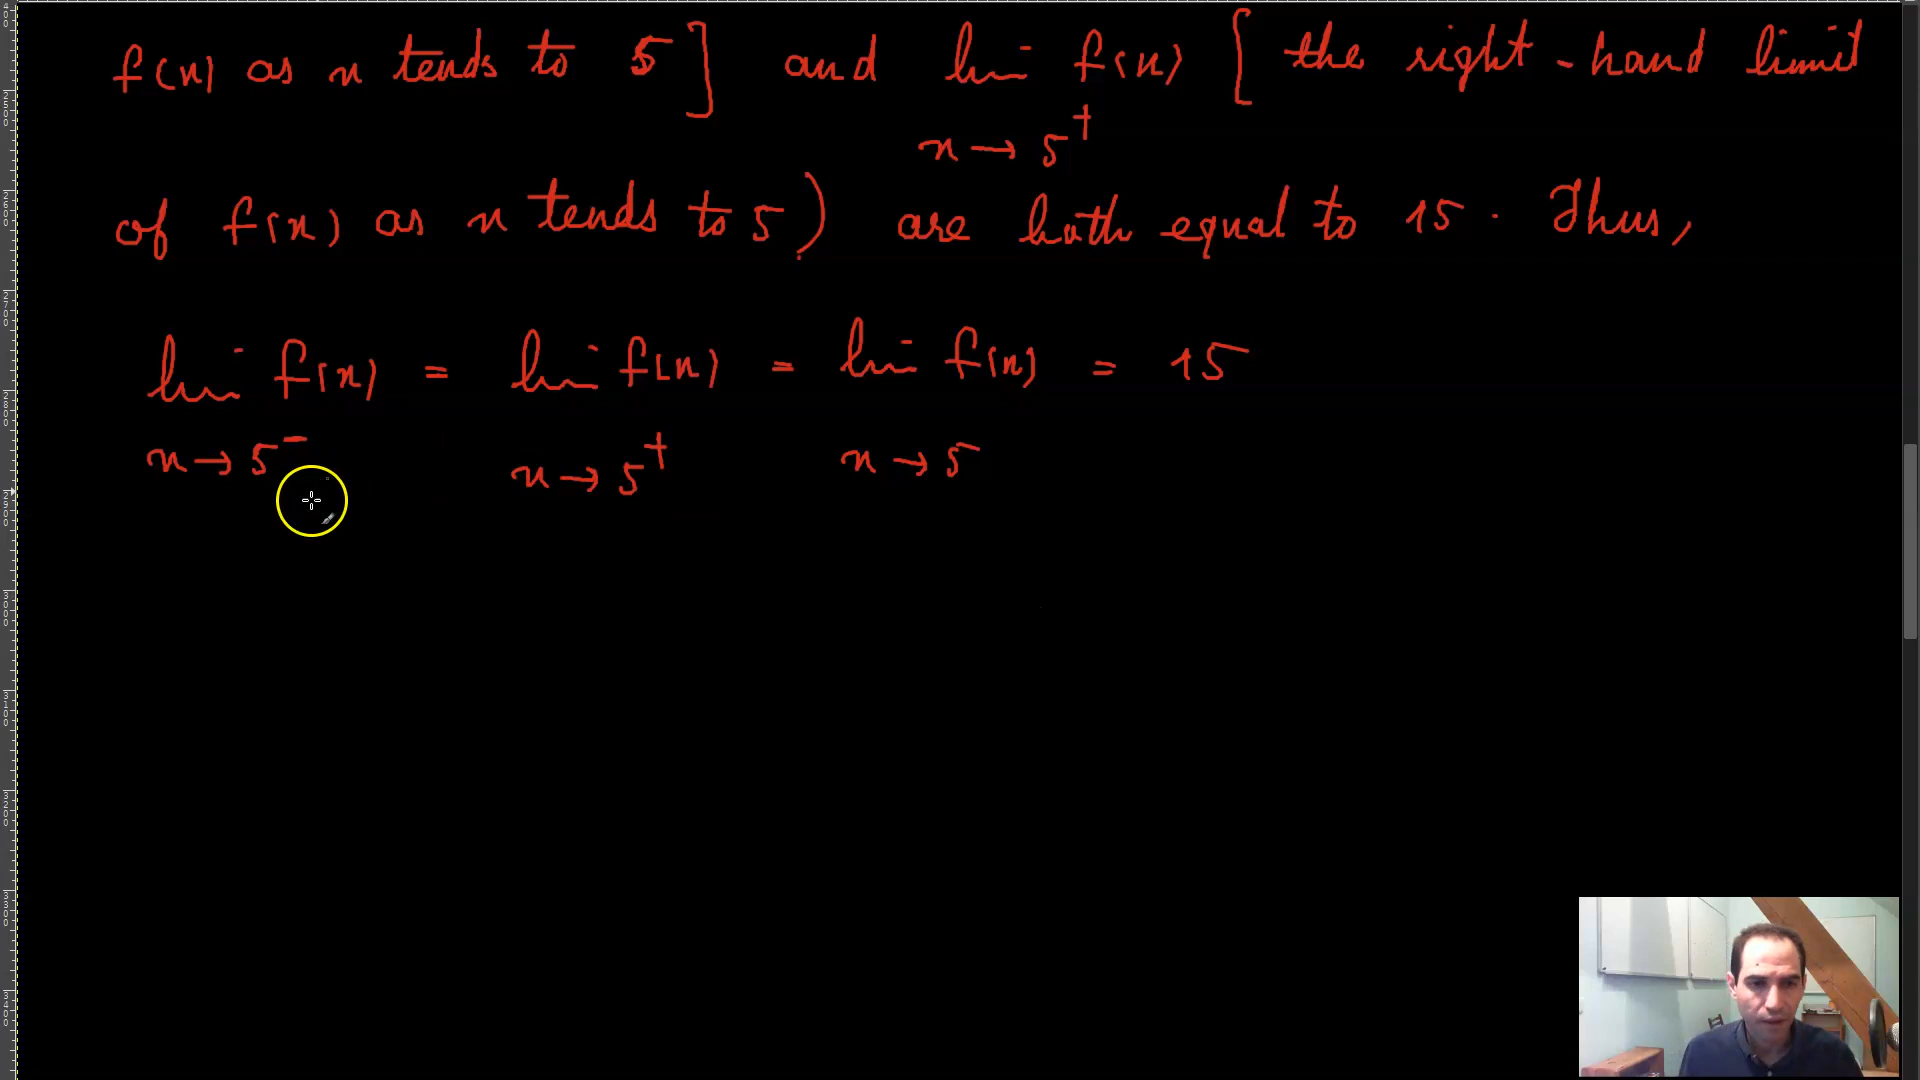 f(x) as x tends to 5] and lim f(x) [the right-hand limit
x → 5⁺
of f(x) as x tends to 5) are both equal to 15. Thus,
lim f(x) = lim f(x) = lim f(x) = 15
x → 5⁻ x → 5⁺ x → 5